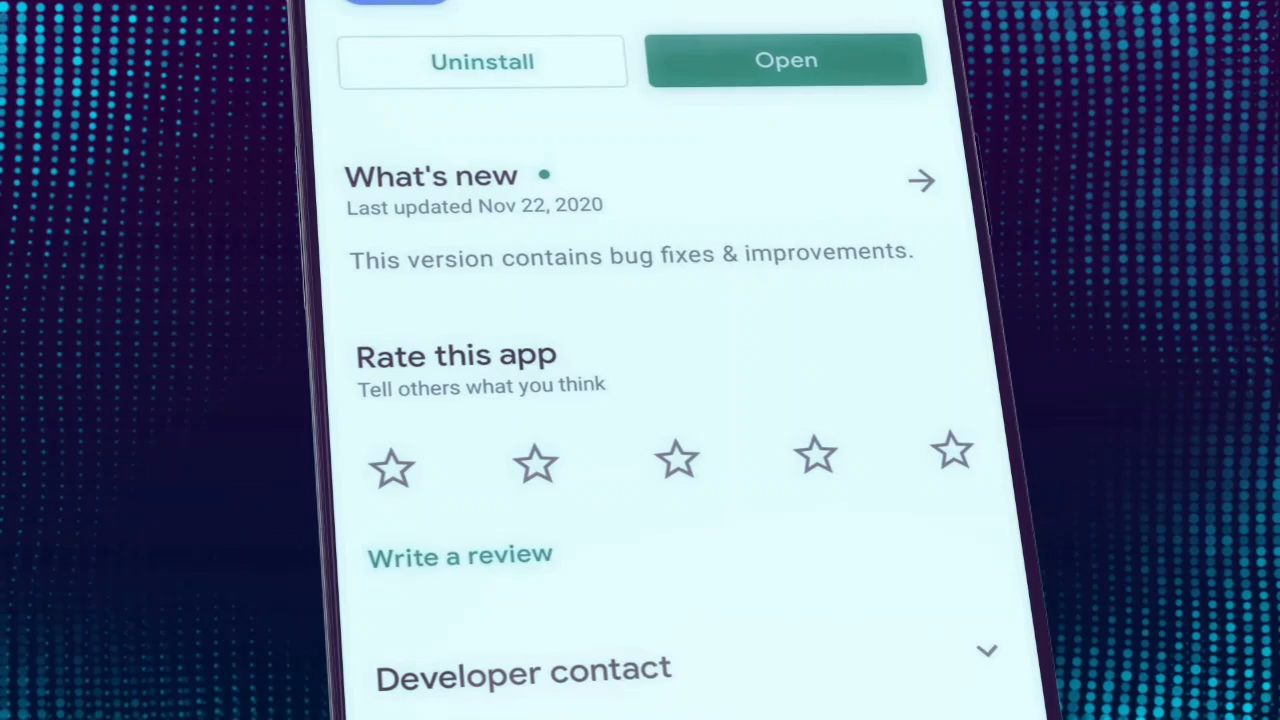 Uninstall
Open
What's new
Last updated Nov 22, 2020
This version contains bug fixes & improvements.
Rate this app
Tell others what you think
Write a review
Developer contact